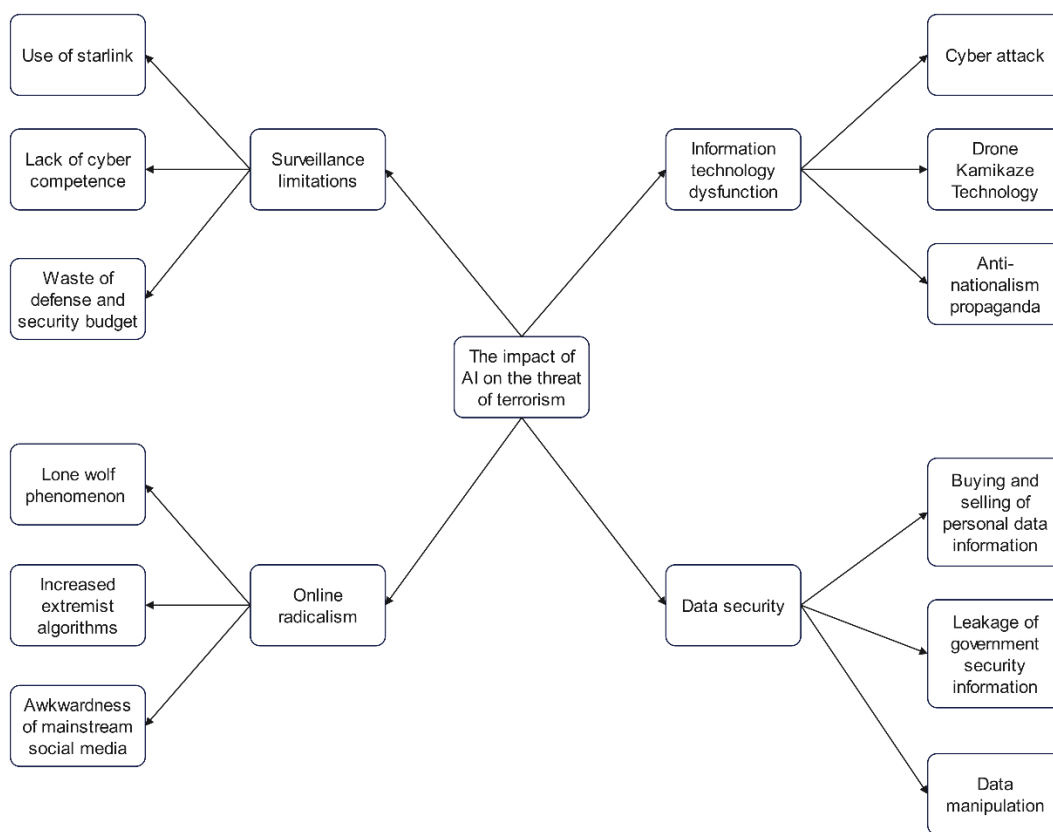 Use of starlink
Lack of cyber
competence
Waste of
defense and
security budget
Surveillance
limitations
Information
technology
dysfunction
Cyber attack
Drone
Kamikaze
Technology
Anti-
nationalism
propaganda
The impact of
AI on the threat
of terrorism
Lone wolf
phenomenon
Increased
extremist
algorithms
Awkwardness
of mainstream
social media
Online
radicalism
Data security
Buying and
selling of
personal data
information
Leakage of
government
security
information
Data
manipulation